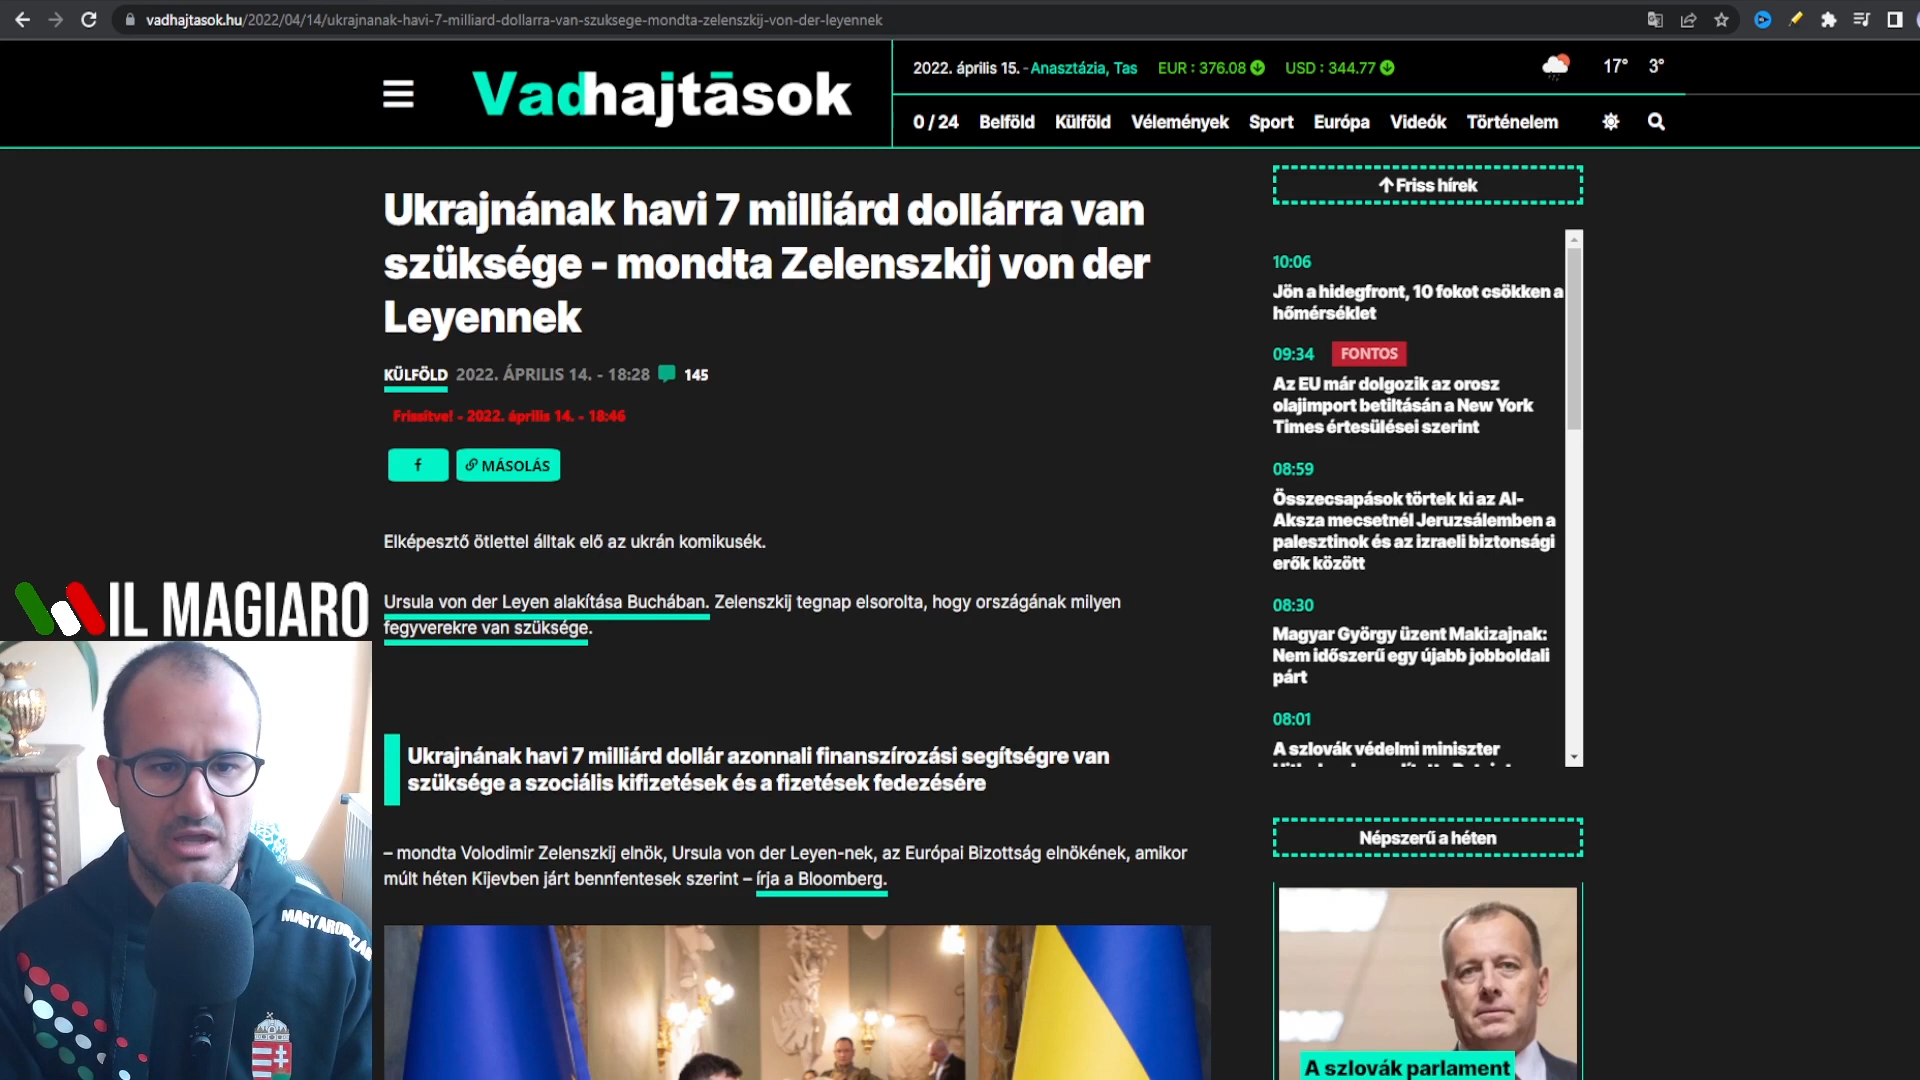 vadhajtasok.hu/2022/04/14/ukrajnanak-havi-7-milliard-dollarra-van-szuksege-mondta-zelenszkij-von-der-leyennek
Vadhajtāsok
2022. április 15. - Anasztázia, Tas EUR : 376.08 USD : 344.77 17° 3°
0 / 24 Belföld Külföld Vélemények Sport Európa Videók Történelem
Ukrajnának havi 7 milliárd dollárra van
szüksége - mondta Zelenszkij von der
Leyennek
KÜLFÖLD 2022. ÁPRILIS 14. - 18:28 145
Frissítve! - 2022. április 14. - 18:46
f MÁSOLÁS
Elképesztő ötlettel álltak elő az ukrán komikusék.
Ursula von der Leyen alakítása Buchában. Zelenszkij tegnap elsorolta, hogy országának milyen
fegyverekre van szüksége.
Ukrajnának havi 7 milliárd dollár azonnali finanszírozási segítségre van
szüksége a szociális kifizetések és a fizetések fedezésére
– mondta Volodimir Zelenszkij elnök, Ursula von der Leyen-nek, az Európai Bizottság elnökének, amikor
múlt héten Kijevben járt bennfentesek szerint – írja a Bloomberg.
Friss hírek
10:06
Jön a hidegfront, 10 fokot csökken a
hőmérséklet
09:34 FONTOS
Az EU már dolgozik az orosz
olajimport betiltásán a New York
Times értesülései szerint
08:59
Összecsapások törtek ki az Al-
Aksza mecsetnél Jeruzsálemben a
palesztinok és az izraeli biztonsági
erők között
08:30
Magyar György üzent Makizajnak:
Nem időszerű egy újabb jobboldali
párt
08:01
A szlovák védelmi miniszter
Népszerű a héten
A szlovák parlament
IL MAGIARO